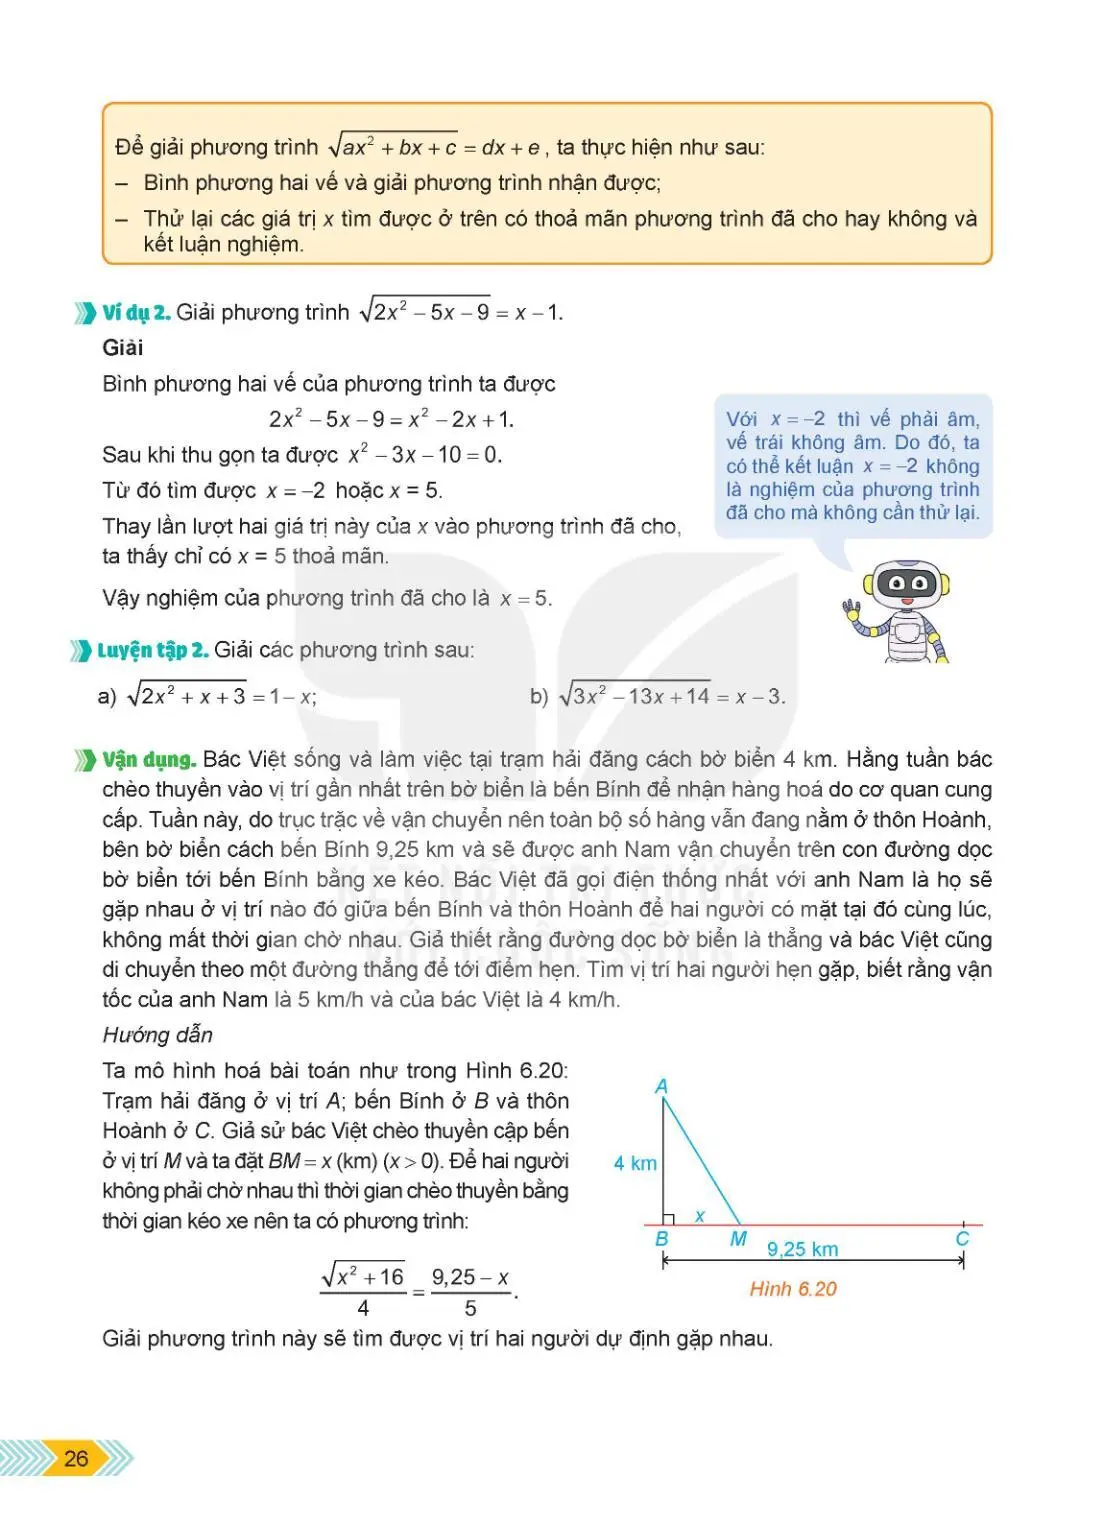 Để giải phương trình √(ax² + bx + c) = dx + e, ta thực hiện như sau:
– Bình phương hai vế và giải phương trình nhận được;
– Thử lại các giá trị x tìm được ở trên có thoả mãn phương trình đã cho hay không và
kết luận nghiệm.
Ví dụ 2. Giải phương trình √(2x² − 5x − 9) = x − 1.
Giải
Bình phương hai vế của phương trình ta được
2x² − 5x − 9 = x² − 2x + 1.
Sau khi thu gọn ta được x² − 3x − 10 = 0.
Từ đó tìm được x = −2 hoặc x = 5.
Thay lần lượt hai giá trị này của x vào phương trình đã cho,
ta thấy chỉ có x = 5 thoả mãn.
Vậy nghiệm của phương trình đã cho là x = 5.
Với x = −2 thì vế phải âm,
vế trái không âm. Do đó, ta
có thể kết luận x = −2 không
là nghiệm của phương trình
đã cho mà không cần thử lại.
Luyện tập 2. Giải các phương trình sau:
a) √(2x² + x + 3) = 1 − x; b) √(3x² − 13x + 14) = x − 3.
Vận dụng. Bác Việt sống và làm việc tại trạm hải đăng cách bờ biển 4 km. Hằng tuần bác
chèo thuyền vào vị trí gần nhất trên bờ biển là bến Bính để nhận hàng hoá do cơ quan cung
cấp. Tuần này, do trục trặc về vận chuyển nên toàn bộ số hàng vẫn đang nằm ở thôn Hoành,
bên bờ biển cách bến Bính 9,25 km và sẽ được anh Nam vận chuyển trên con đường dọc
bờ biển tới bến Bính bằng xe kéo. Bác Việt đã gọi điện thống nhất với anh Nam là họ sẽ
gặp nhau ở vị trí nào đó giữa bến Bính và thôn Hoành để hai người có mặt tại đó cùng lúc,
không mất thời gian chờ nhau. Giả thiết rằng đường dọc bờ biển là thẳng và bác Việt cũng
di chuyển theo một đường thẳng để tới điểm hẹn. Tìm vị trí hai người hẹn gặp, biết rằng vận
tốc của anh Nam là 5 km/h và của bác Việt là 4 km/h.
Hướng dẫn
Ta mô hình hoá bài toán như trong Hình 6.20:
Trạm hải đăng ở vị trí A; bến Bính ở B và thôn
Hoành ở C. Giả sử bác Việt chèo thuyền cập bến
ở vị trí M và ta đặt BM = x (km) (x > 0). Để hai người
không phải chờ nhau thì thời gian chèo thuyền bằng
thời gian kéo xe nên ta có phương trình:
√(x² + 16)/4 = (9,25 − x)/5.
A
4 km
x
B M C
9,25 km
Hình 6.20
Giải phương trình này sẽ tìm được vị trí hai người dự định gặp nhau.
26
KẾT NỐI TRI THỨC
VỚI CUỘC SỐNG